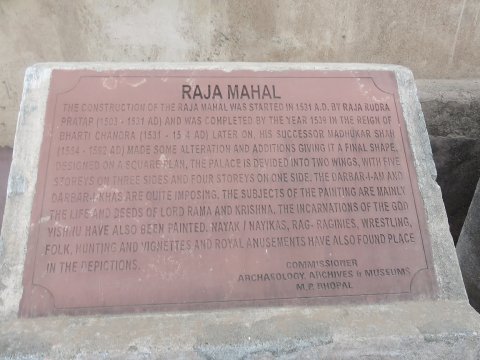 RAJA MAHAL
THE CONSTRUCTION OF THE RAJA MAHAL WAS STARTED IN 1531 A.D. BY RAJA RUDRA
PRATAP (1503 - 1531 AD) AND WAS COMPLETED BY THE YEAR 1539 IN THE REIGN OF
BHARTI CHANDRA (1531 - 15 4 AD) LATER ON, HIS SUCCESSOR MADHUKAR SHAH
(1554 - 1592 AD) MADE SOME ALTERATION AND ADDITIONS GIVING IT A FINAL SHAPE.
DESIGNED ON A SQUARE PLAN, THE PALACE IS DEVIDED INTO TWO WINGS, WITH FIVE
STOREYS ON THREE SIDES AND FOUR STOREYS ON ONE SIDE. THE DARBAR-I-AM AND
DARBAR-I-KHAS ARE QUITE IMPOSING. THE SUBJECTS OF THE PAINTING ARE MAINLY
THE LIFE AND DEEDS OF LORD RAMA AND KRISHNA, THE INCARNATIONS OF THE GOD
VISHNU HAVE ALSO BEEN PAINTED. NAYAK / NAYIKAS, RAG- RAGINIES, WRESTLING,
FOLK, HUNTING AND VIGNETTES AND ROYAL AMUSEMENTS HAVE ALSO FOUND PLACE
IN THE DEPICTIONS.
COMMISSIONER
ARCHAEOLOGY, ARCHIVES & MUSEUMS
M.P. BHOPAL